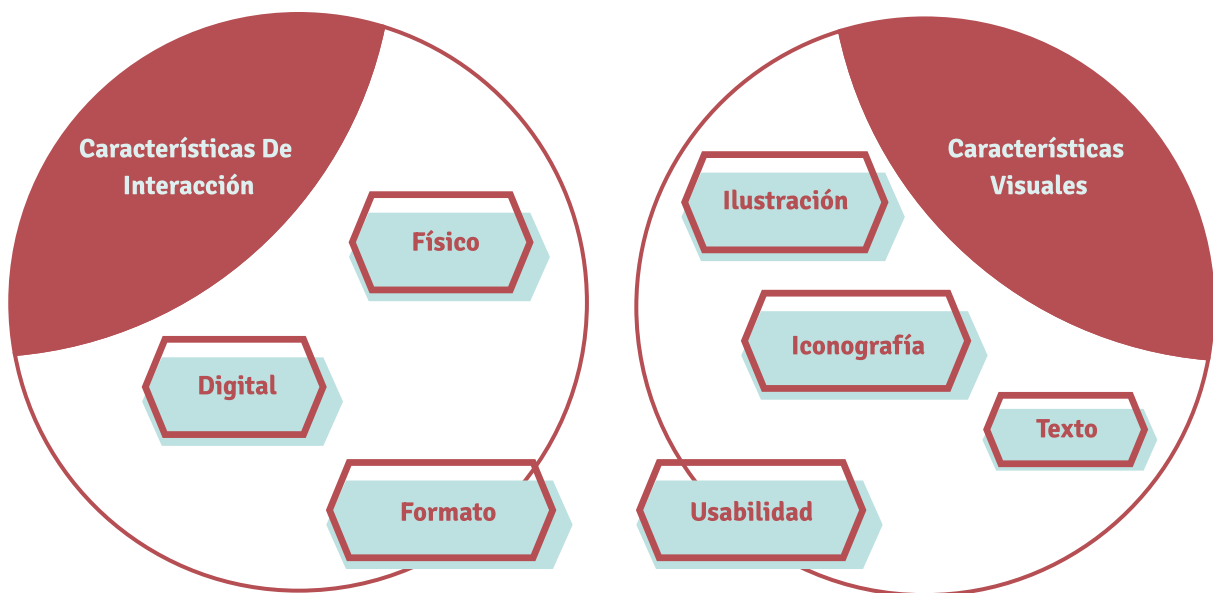 Características De
Interacción
Físico
Digital
Formato
Características
Visuales
Ilustración
Iconografía
Texto
Usabilidad